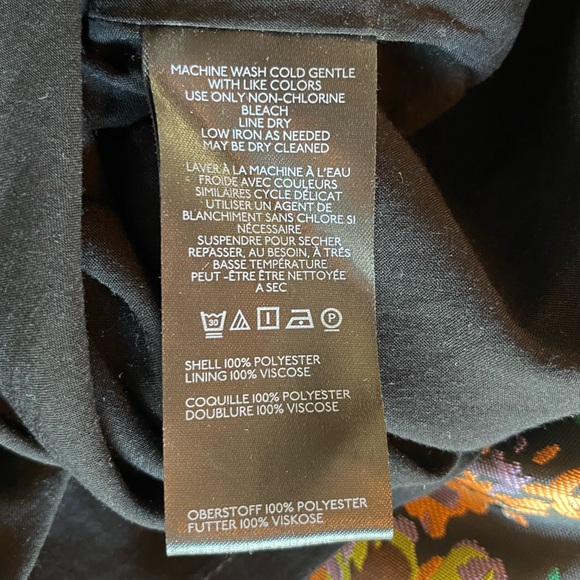 MACHINE WASH COLD GENTLE
WITH LIKE COLORS
USE ONLY NON-CHLORINE
BLEACH
LINE DRY
LOW IRON AS NEEDED
MAY BE DRY CLEANED
LAVER À LA MACHINE À L'EAU
FROIDE AVEC COULEURS
SIMILAIRES CYCLE DÉLICAT
UTILISER UN AGENT DE
BLANCHIMENT SANS CHLORE SI
NÉCESSAIRE
SUSPENDRE POUR SECHER
REPASSER, AU BESOIN, À TRÈS
BASSE TEMPÉRATURE
PEUT -ÊTRE ÊTRE NETTOYÉE
A SEC
30 P
SHELL 100% POLYESTER
LINING 100% VISCOSE
COQUILLE 100% POLYESTER
DOUBLURE 100% VISCOSE
OBERSTOFF 100% POLYESTER
FUTTER 100% VISKOSE